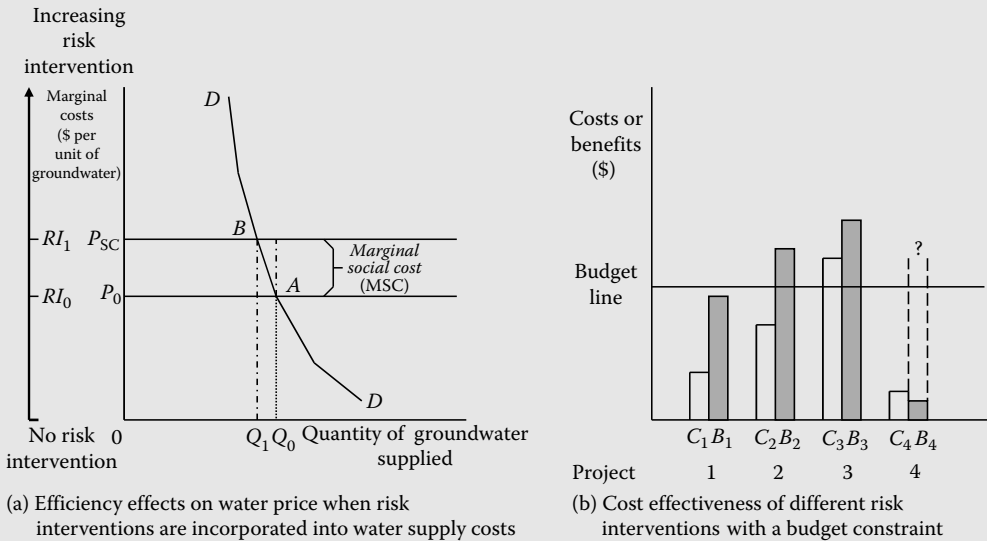 Increasing
risk
intervention
Marginal
costs
($ per
unit of
groundwater)
D
B
RI₁ P_SC
Marginal
social cost
(MSC)
A
RI₀ P₀
D
No risk
intervention
0
Q₁ Q₀ Quantity of groundwater
supplied
(a) Efficiency effects on water price when risk
interventions are incorporated into water supply costs
Costs or
benefits
($)
?
Budget
line
C₁ B₁ C₂ B₂ C₃ B₃ C₄ B₄
Project 1 2 3 4
(b) Cost effectiveness of different risk
interventions with a budget constraint